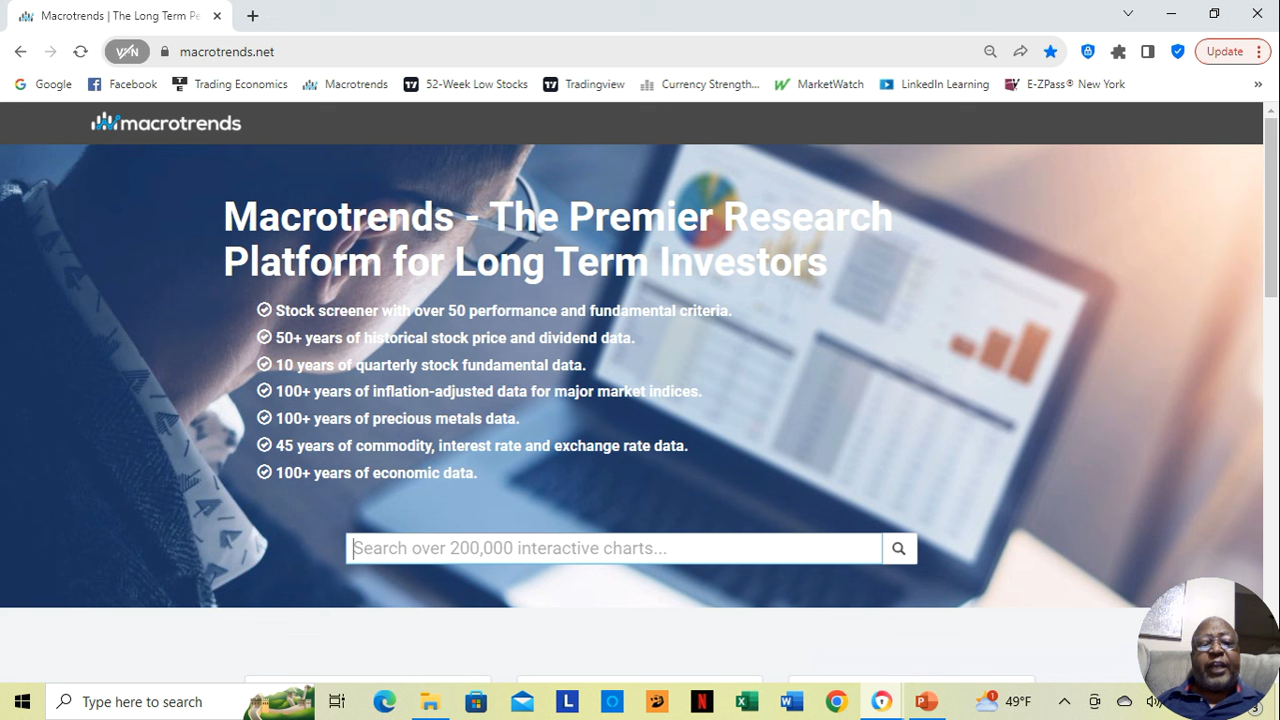 Macrotrends | The Long Term Pe
macrotrends.net
Update
Google
Facebook
Trading Economics
Macrotrends
52-Week Low Stocks
Tradingview
Currency Strength...
MarketWatch
LinkedIn Learning
E-ZPass® New York
»
macrotrends
Macrotrends - The Premier Research
Platform for Long Term Investors
Stock screener with over 50 performance and fundamental criteria.
50+ years of historical stock price and dividend data.
10 years of quarterly stock fundamental data.
100+ years of inflation-adjusted data for major market indices.
100+ years of precious metals data.
45 years of commodity, interest rate and exchange rate data.
100+ years of economic data.
Search over 200,000 interactive charts...
Type here to search
49°F